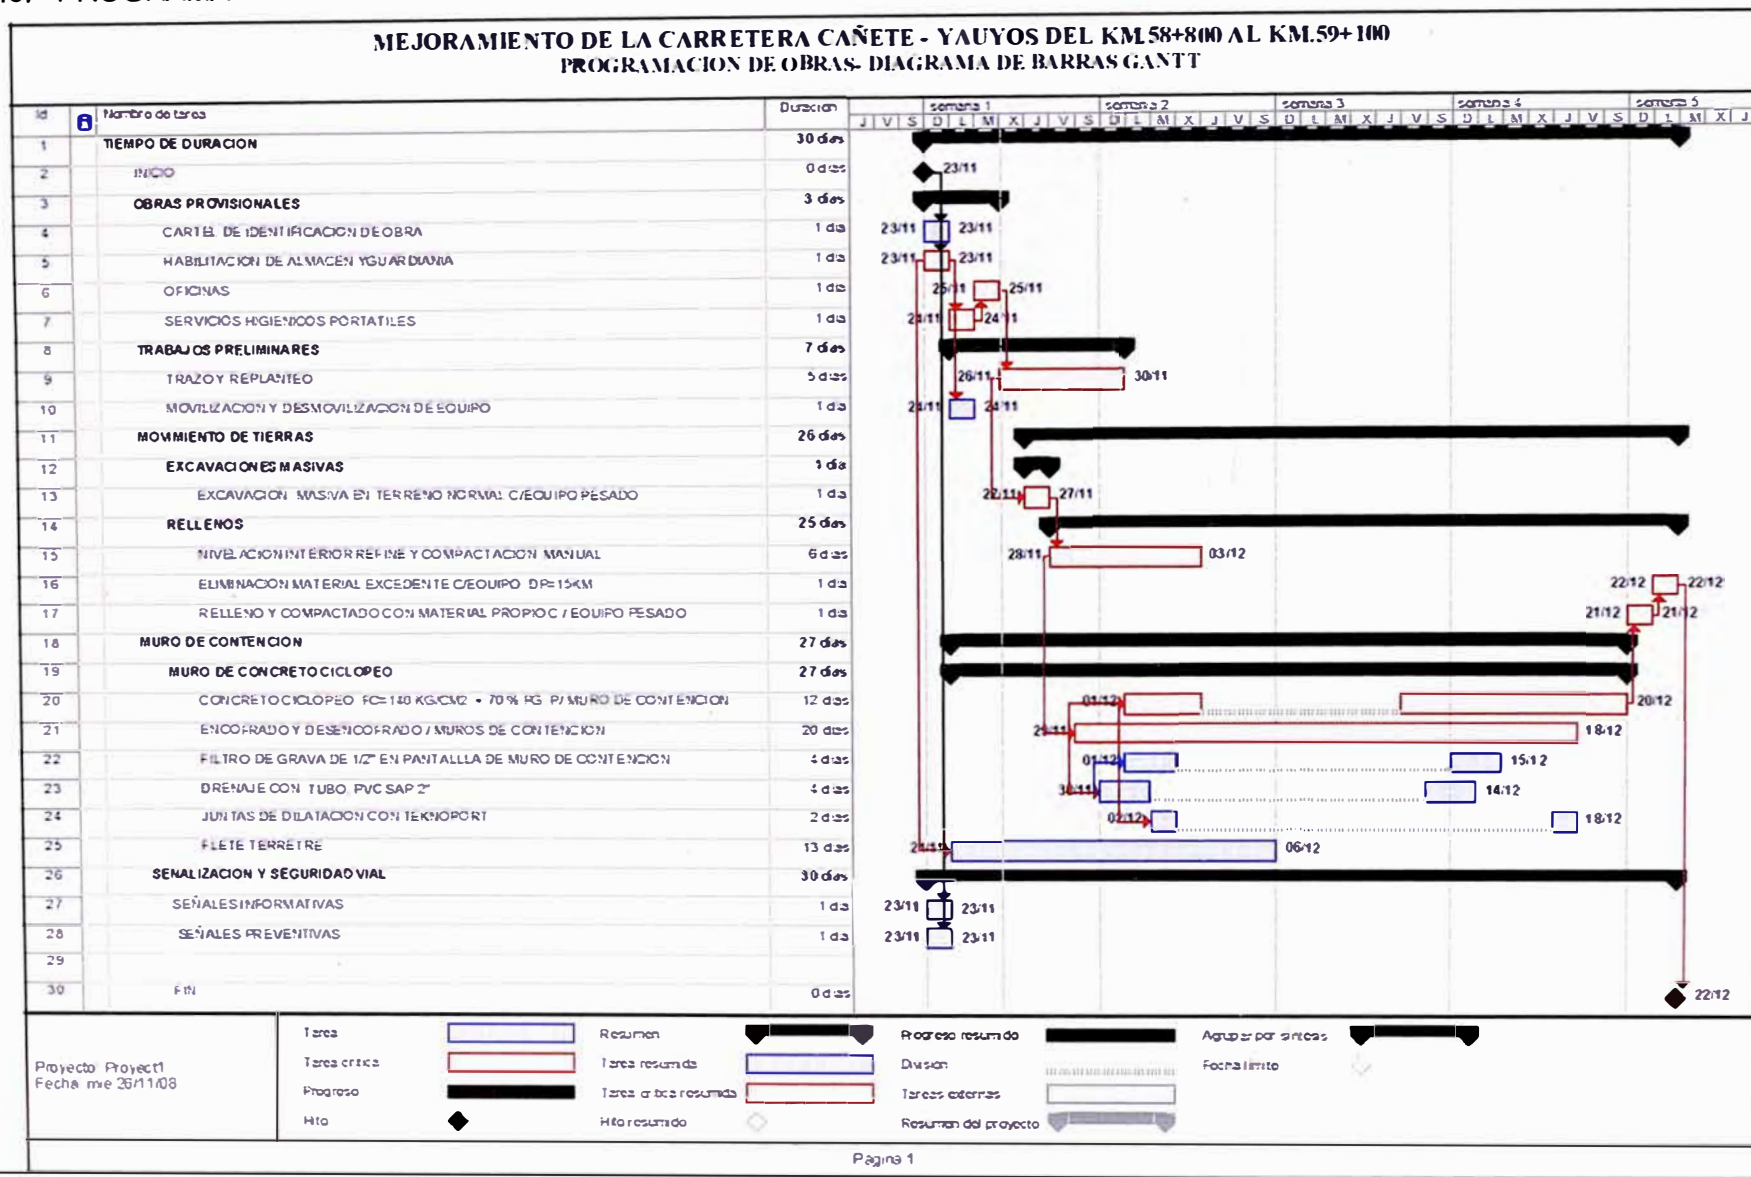 MEJORAMIENTO DE LA CARRETERA CAÑETE - YAUYOS DEL KM.58+800 AL KM.59+100
PROGRAMACION DE OBRAS- DIAGRAMA DE BARRAS GANTT
Id Nombre de tarea Duracion semana 1 semana 2 semana 3 semana 4 semana 5
J V S D L M X J V S D L M X J V S D L M X J V S D L M X J V S D L M X J
1 TIEMPO DE DURACION 30 días
2 INICIO 0 días 23/11
3 OBRAS PROVISIONALES 3 días
4 CARTEL DE IDENTIFICACION DE OBRA 1 día 23/11 23/11
5 HABILITACION DE ALMACEN Y GUARDIANIA 1 día 23/11 23/11
6 OFICINAS 1 día 25/11 25/11
7 SERVICIOS HIGIENICOS PORTATILES 1 día 24/11 24/11
8 TRABAJOS PRELIMINARES 7 días
9 TRAZO Y REPLANTEO 5 días 26/11 30/11
10 MOVILIZACION Y DESMOVILIZACION DE EQUIPO 1 día 24/11 24/11
11 MOVIMIENTO DE TIERRAS 26 días
12 EXCAVACIONES MASIVAS 1 día
13 EXCAVACION MASIVA EN TERRENO NORMAL C/EQUIPO PESADO 1 día 27/11 27/11
14 RELLENOS 25 días
15 NIVELACION INTERIOR REFINE Y COMPACTACION MANUAL 6 días 28/11 03/12
16 ELIMINACION MATERIAL EXCEDENTE C/EQUIPO DP=15KM 1 día 22/12 22/12
17 RELLENO Y COMPACTADO CON MATERIAL PROPIO C / EQUIPO PESADO 1 día 21/12 21/12
18 MURO DE CONTENCION 27 días
19 MURO DE CONCRETO CICLOPEO 27 días
20 CONCRETO CICLOPEO FC=140 KG/CM2 + 70 % PG P/ MURO DE CONTENCION 12 días 01/12 20/12
21 ENCOFRADO Y DESENCOFRADO / MUROS DE CONTENCION 20 días 29/11 18/12
22 FILTRO DE GRAVA DE 1/2" EN PANTALLLA DE MURO DE CONTENCION 4 días 01/12 15/12
23 DRENAJE CON TUBO PVC SAP 2" 4 días 30/11 14/12
24 JUNTAS DE DILATACION CON TEKNOPORT 2 días 02/12 18/12
25 FLETE TERRETRE 13 días 24/11 06/12
26 SENALIZACION Y SEGURIDAD VIAL 30 días
27 SEÑALES INFORMATIVAS 1 día 23/11 23/11
28 SEÑALES PREVENTIVAS 1 día 23/11 23/11
29
30 FIN 0 días 22/12
Proyecto: Proyect1
Fecha: mié 26/11/08
Tarea Resumen Progreso resumido Agrupar por síntesis
Tarea crítica Tarea resumida División Fecha límite
Progreso Tarea crítica resumida Tareas externas
Hito Hito resumido Resumen del proyecto
Página 1